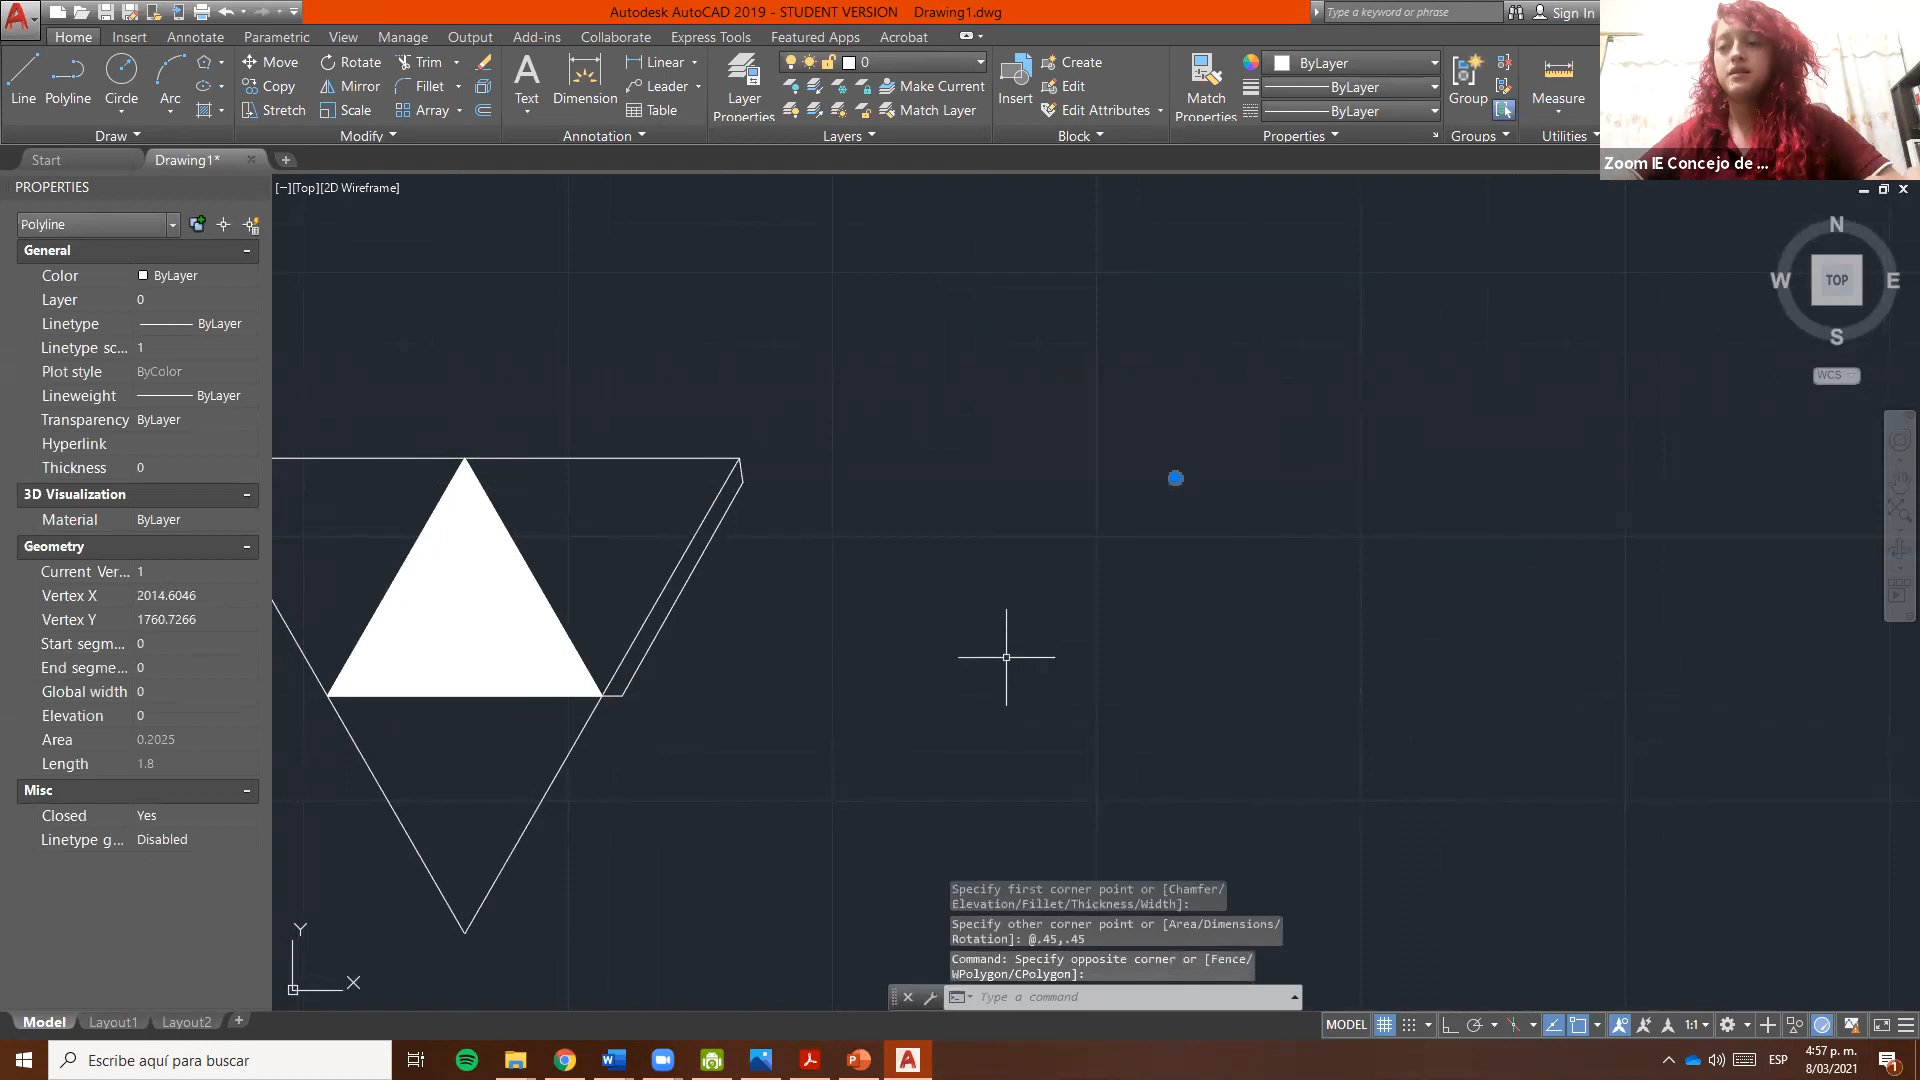 Autodesk AutoCAD 2019 - STUDENT VERSION Drawing1.dwg
Type a keyword or phrase
Sign In
Home Insert Annotate Parametric View Manage Output Add-ins Collaborate Express Tools Featured Apps Acrobat
Line Polyline Circle Arc
Move Rotate Trim
Copy Mirror Fillet
Stretch Scale Array
Text Dimension
Linear
Leader
Table
Layer Properties
0
Make Current
Match Layer
Insert
Create
Edit
Edit Attributes
Match Properties
ByLayer
ByLayer
ByLayer
Group
Measure
Draw Modify Annotation Layers Block Properties Groups Utilities
Zoom IE Concejo de ...
Start Drawing1*
PROPERTIES
[−][Top][2D Wireframe]
Polyline
General
Color ByLayer
Layer 0
Linetype ByLayer
Linetype sc... 1
Plot style ByColor
Lineweight ByLayer
Transparency ByLayer
Hyperlink
Thickness 0
3D Visualization
Material ByLayer
Geometry
Current Ver... 1
Vertex X 2014.6046
Vertex Y 1760.7266
Start segm... 0
End segme... 0
Global width 0
Elevation 0
Area 0.2025
Length 1.8
Misc
Closed Yes
Linetype g... Disabled
N
W TOP E
S
WCS
Y
X
Specify first corner point or [Chamfer/
Elevation/Fillet/Thickness/Width]:
Specify other corner point or [Area/Dimensions/
Rotation]: @.45,.45
Command: Specify opposite corner or [Fence/
WPolygon/CPolygon]:
Type a command
Model Layout1 Layout2
MODEL 1:1
Escribe aquí para buscar
ESP
4:57 p. m.
8/03/2021
1